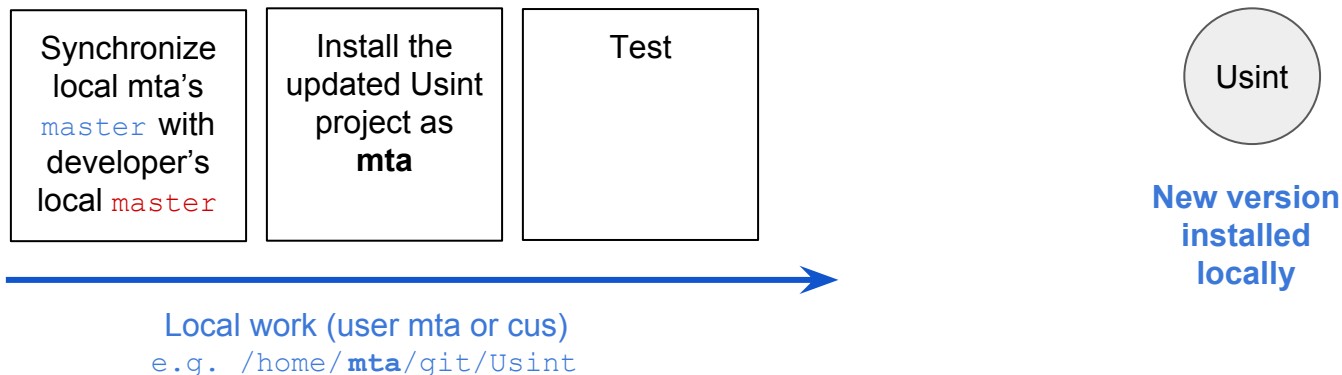 Synchronize
local mta's
master with
developer's
local master
Install the
updated Usint
project as
mta
Test
Usint
New version
installed
locally
Local work (user mta or cus)
e.g. /home/mta/git/Usint